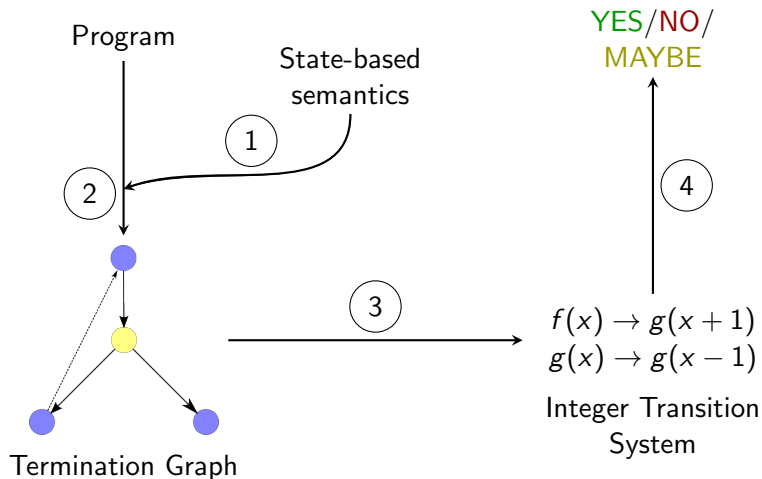 Program
State-based
semantics
YES/NO/
MAYBE
1
2
4
3
f(x) → g(x + 1)
g(x) → g(x − 1)
Integer Transition
System
Termination Graph